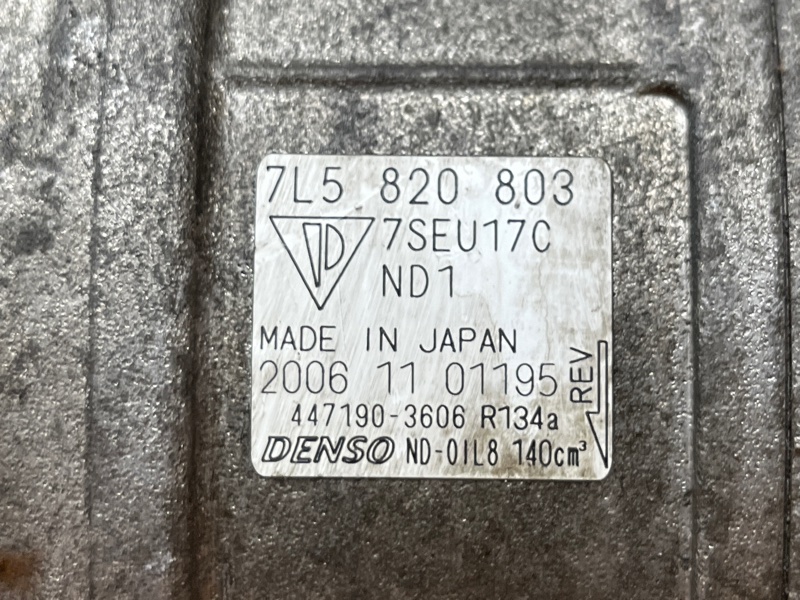 7L5 820 803
7SEU17C
ND1
MADE IN JAPAN
2006 11 01195
REV
447190-3606 R134a
DENSO ND-OIL8 140cm³